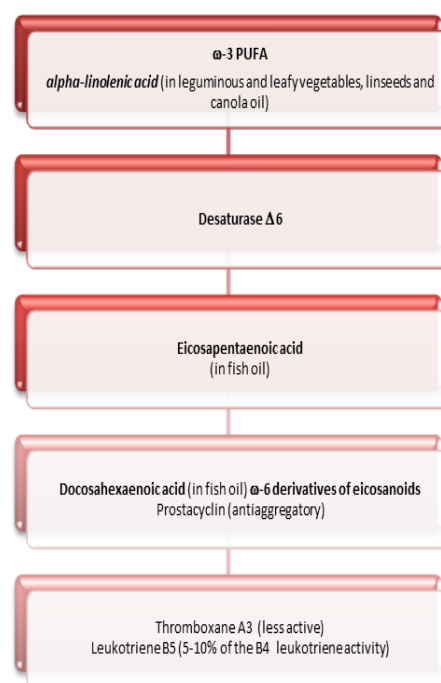 ω-3 PUFA
alpha-linolenic acid (in leguminous and leafy vegetables, linseeds and
canola oil)
Desaturase Δ6
Eicosapentaenoic acid
(in fish oil)
Docosahexaenoic acid (in fish oil) ω-6 derivatives of eicosanoids
Prostacyclin (antiaggregatory)
Thromboxane A3 (less active)
Leukotriene B5 (5-10% of the B4 leukotriene activity)